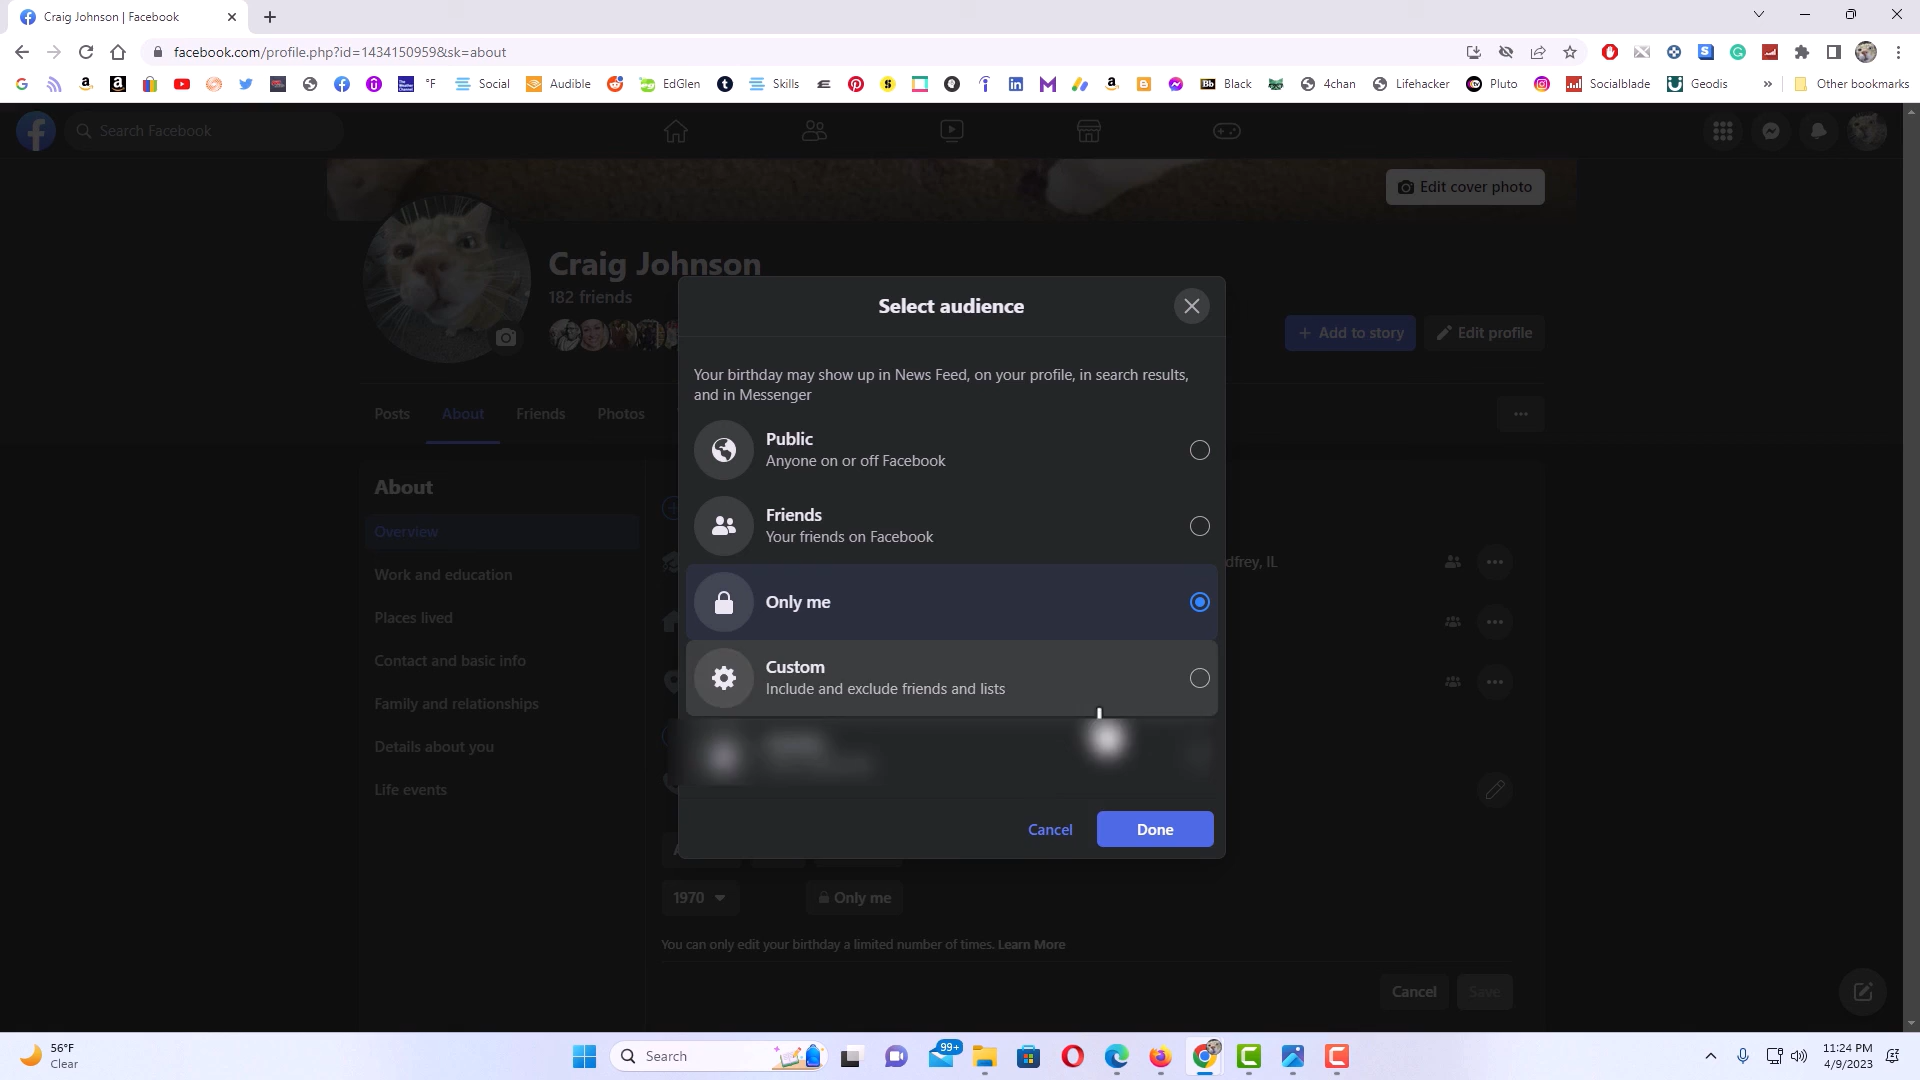 Craig Johnson | Facebook
facebook.com/profile.php?id=1434150959&sk=about
°F
Social
Audible
EdGlen
Skills
Black
4chan
Lifehacker
Pluto
Socialblade
Geodis
»
Other bookmarks
Search Facebook
Edit cover photo
Craig Johnson
182 friends
+ Add to story
Edit profile
Posts
About
Friends
Photos
About
Overview
Work and education
Places lived
Contact and basic info
Family and relationships
Details about you
Life events
Select audience
Your birthday may show up in News Feed, on your profile, in search results,
and in Messenger
Public
Anyone on or off Facebook
Friends
Your friends on Facebook
Only me
Custom
Include and exclude friends and lists
Cancel
Done
dfrey, IL
1970
Only me
You can only edit your birthday a limited number of times. Learn More
Cancel
Save
56°F
Clear
Search
99+
11:24 PM
4/9/2023